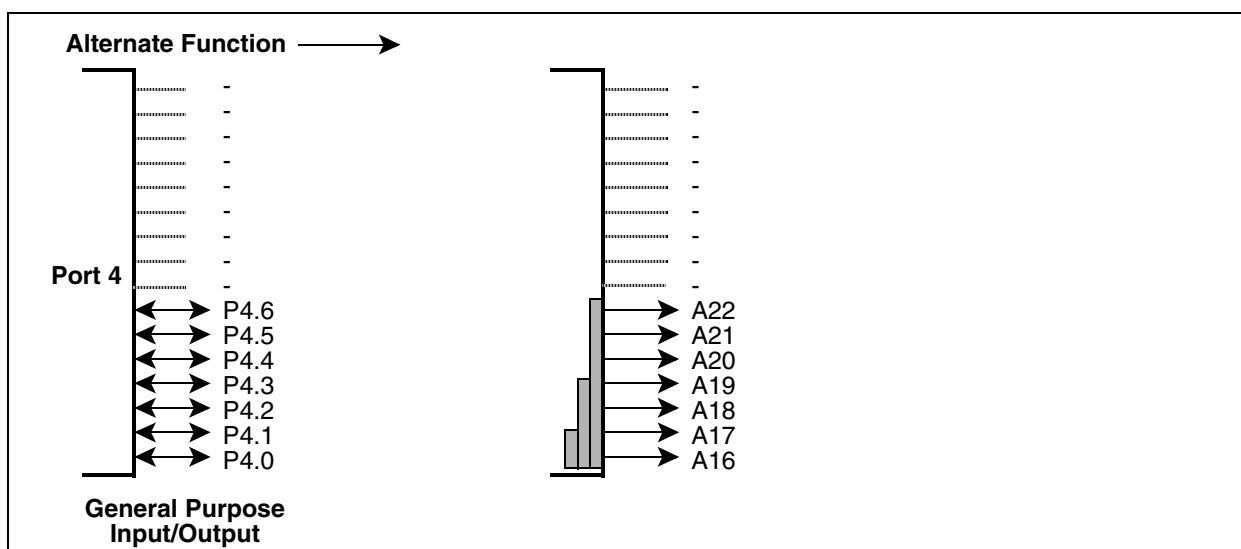 Alternate Function
-
-
-
-
-
-
-
-
-
Port 4
P4.6
P4.5
P4.4
P4.3
P4.2
P4.1
P4.0
General Purpose
Input/Output
-
-
-
-
-
-
-
-
-
A22
A21
A20
A19
A18
A17
A16